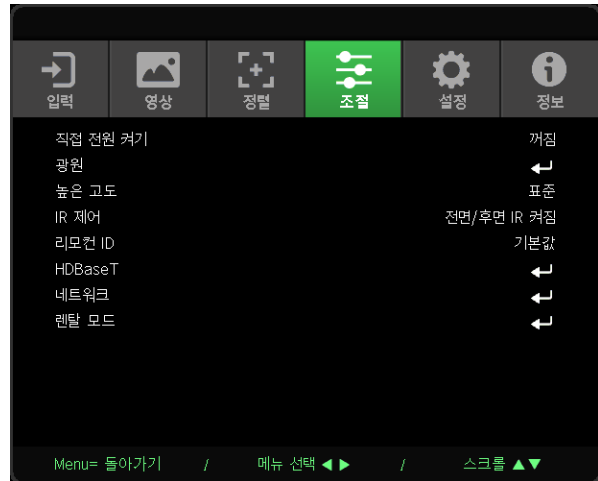 입력 영상 정렬 조절 설정 정보
직접 전원 켜기 꺼짐
광원
높은 고도 표준
IR 제어 전면/후면 IR 켜짐
리모컨 ID 기본값
HDBaseT
네트워크
렌탈 모드
Menu= 돌아가기 / 메뉴 선택 ◀ ▶ / 스크롤 ▲▼